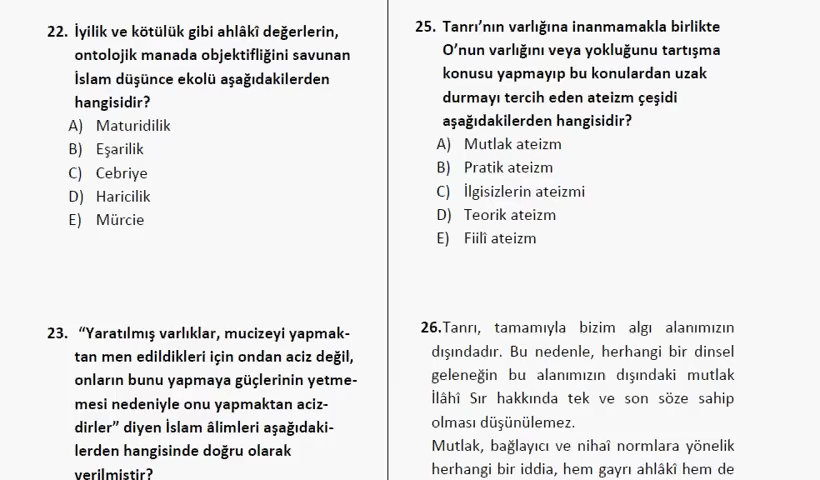 22. İyilik ve kötülük gibi ahlâkî değerlerin,
ontolojik manada objektifliğini savunan
İslam düşünce ekolü aşağıdakilerden
hangisidir?
A) Maturidilik
B) Eşarilik
C) Cebriye
D) Haricilik
E) Mürcie
23. “Yaratılmış varlıklar, mucizeyi yapmak-
tan men edildikleri için ondan aciz değil,
onların bunu yapmaya güçlerinin yetme-
mesi nedeniyle onu yapmaktan aciz-
dirler” diyen İslam âlimleri aşağıdaki-
lerden hangisinde doğru olarak
verilmiştir?
25. Tanrı’nın varlığına inanmamakla birlikte
O’nun varlığını veya yokluğunu tartışma
konusu yapmayıp bu konulardan uzak
durmayı tercih eden ateizm çeşidi
aşağıdakilerden hangisidir?
A) Mutlak ateizm
B) Pratik ateizm
C) İlgisizlerin ateizmi
D) Teorik ateizm
E) Fiilî ateizm
26.Tanrı, tamamıyla bizim algı alanımızın
dışındadır. Bu nedenle, herhangi bir dinsel
geleneğin bu alanımızın dışındaki mutlak
İlâhî Sır hakkında tek ve son söze sahip
olması düşünülemez.
Mutlak, bağlayıcı ve nihaî normlara yönelik
herhangi bir iddia, hem gayrı ahlâkî hem de